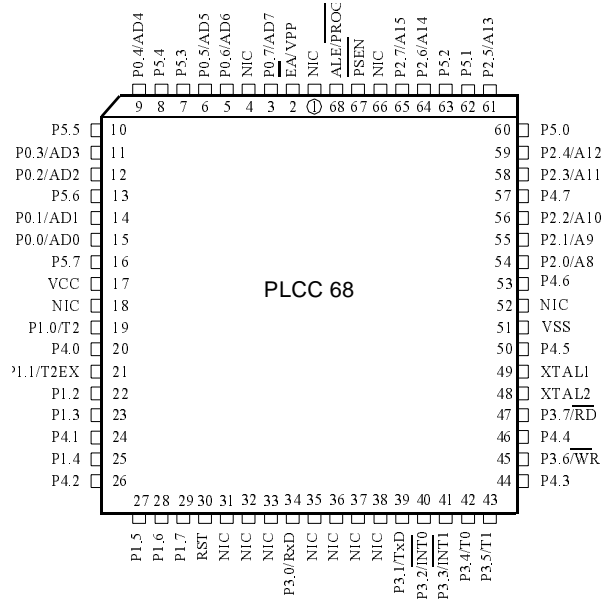 P0.4/AD4
P5.4
P5.3
P0.5/AD5
P0.6/AD6
NIC
P0.7/AD7
EA/VPP
NIC
ALE/PROG
PSEN
NIC
P2.7/A15
P2.6/A14
P5.2
P5.1
P2.5/A13
9 8 7 6 5 4 3 2 1 68 67 66 65 64 63 62 61
P5.5 10 60 P5.0
P0.3/AD3 11 59 P2.4/A12
P0.2/AD2 12 58 P2.3/A11
P5.6 13 57 P4.7
P0.1/AD1 14 56 P2.2/A10
P0.0/AD0 15 55 P2.1/A9
P5.7 16 54 P2.0/A8
VCC 17 53 P4.6
PLCC 68
NIC 18 52 NIC
P1.0/T2 19 51 VSS
P4.0 20 50 P4.5
P1.1/T2EX 21 49 XTAL1
P1.2 22 48 XTAL2
P1.3 23 47 P3.7/RD
P4.1 24 46 P4.4
P1.4 25 45 P3.6/WR
P4.2 26 44 P4.3
27 28 29 30 31 32 33 34 35 36 37 38 39 40 41 42 43
P1.5
P1.6
P1.7
RST
NIC
NIC
NIC
P3.0/RxD
NIC
NIC
NIC
NIC
P3.1/TxD
P3.2/INT0
P3.3/INT1
P3.4/T0
P3.5/T1